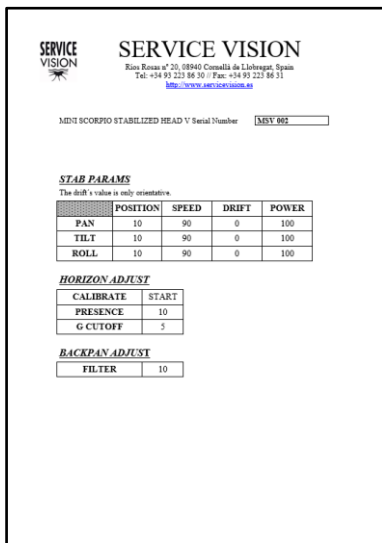 SERVICE
VISION
SERVICE VISION
Rios Rosas nº 20, 08940 Cornellà de Llobregat, Spain
Tel: +34 93 223 86 30 // Fax: +34 93 223 86 31
http://www.servicevision.es
MINI SCORPIO STABILIZED HEAD V Serial Number MSV 002
STAB PARAMS
The drift's value is only orientative.
POSITION SPEED DRIFT POWER
PAN 10 90 0 100
TILT 10 90 0 100
ROLL 10 90 0 100
HORIZON ADJUST
CALIBRATE START
PRESENCE 10
G CUTOFF 5
BACKPAN ADJUST
FILTER 10